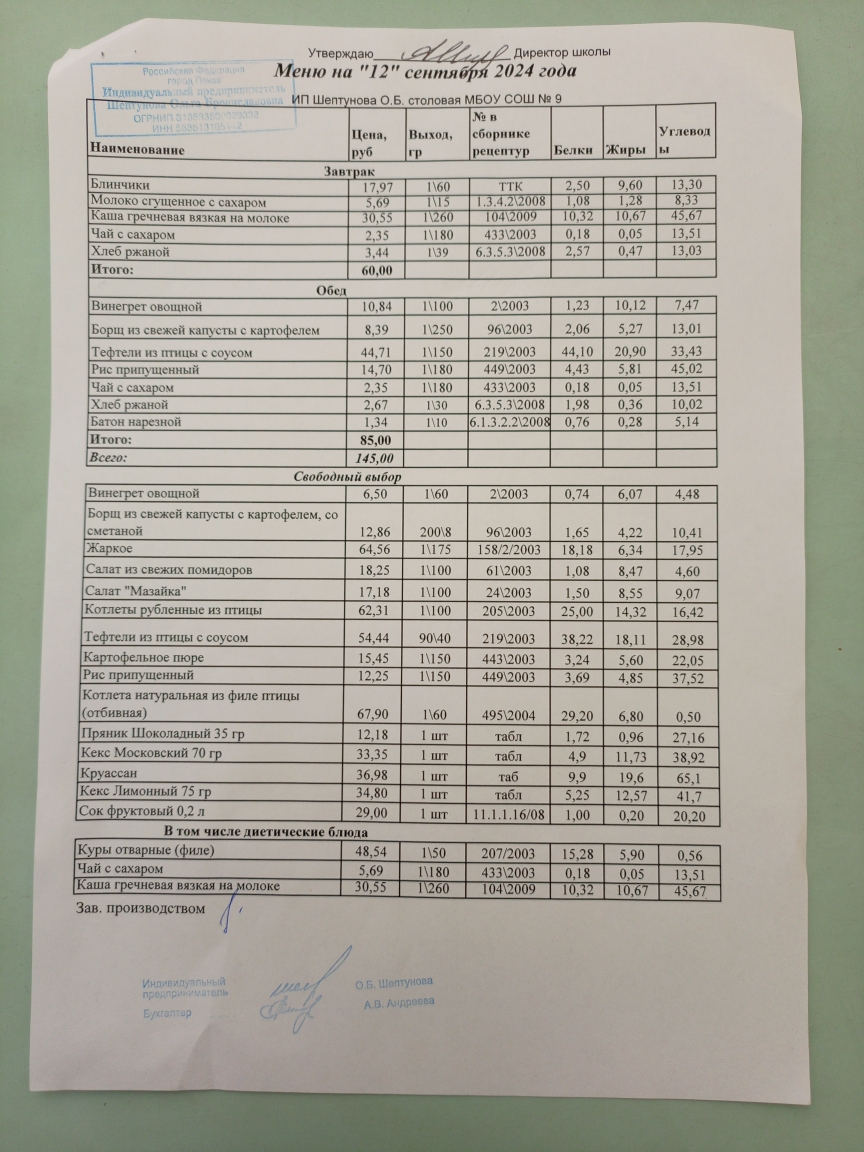 Утверждаю Директор школы
Меню на "12" сентября 2024 года
Российская Федерация
город Пенза
Индивидуальный предприниматель
Шептунова Ольга Брониславовна
ОГРНИП
ИНН
ИП Шептунова О.Б. столовая МБОУ СОШ № 9
Наименование Цена, руб Выход, гр № в сборнике рецептур Белки Жиры Углеводы
Завтрак
Блинчики 17,97 1\60 ТТК 2,50 9,60 13,30
Молоко сгущенное с сахаром 5,69 1\15 1.3.4.2\2008 1,08 1,28 8,33
Каша гречневая вязкая на молоке 30,55 1\260 104\2009 10,32 10,67 45,67
Чай с сахаром 2,35 1\180 433\2003 0,18 0,05 13,51
Хлеб ржаной 3,44 1\39 6.3.5.3\2008 2,57 0,47 13,03
Итого: 60,00
Обед
Винегрет овощной 10,84 1\100 2\2003 1,23 10,12 7,47
Борщ из свежей капусты с картофелем 8,39 1\250 96\2003 2,06 5,27 13,01
Тефтели из птицы с соусом 44,71 1\150 219\2003 44,10 20,90 33,43
Рис припущенный 14,70 1\180 449\2003 4,43 5,81 45,02
Чай с сахаром 2,35 1\180 433\2003 0,18 0,05 13,51
Хлеб ржаной 2,67 1\30 6.3.5.3\2008 1,98 0,36 10,02
Батон нарезной 1,34 1\10 6.1.3.2.2\2008 0,76 0,28 5,14
Итого: 85,00
Всего: 145,00
Свободный выбор
Винегрет овощной 6,50 1\60 2\2003 0,74 6,07 4,48
Борщ из свежей капусты с картофелем, со
сметаной 12,86 200\8 96\2003 1,65 4,22 10,41
Жаркое 64,56 1\175 158/2/2003 18,18 6,34 17,95
Салат из свежих помидоров 18,25 1\100 61\2003 1,08 8,47 4,60
Салат "Мазайка" 17,18 1\100 24\2003 1,50 8,55 9,07
Котлеты рубленные из птицы 62,31 1\100 205\2003 25,00 14,32 16,42
Тефтели из птицы с соусом 54,44 90\40 219\2003 38,22 18,11 28,98
Картофельное пюре 15,45 1\150 443\2003 3,24 5,60 22,05
Рис припущенный 12,25 1\150 449\2003 3,69 4,85 37,52
Котлета натуральная из филе птицы
(отбивная) 67,90 1\60 495\2004 29,20 6,80 0,50
Пряник Шоколадный 35 гр 12,18 1 шт табл 1,72 0,96 27,16
Кекс Московский 70 гр 33,35 1 шт табл 4,9 11,73 38,92
Круассан 36,98 1 шт таб 9,9 19,6 65,1
Кекс Лимонный 75 гр 34,80 1 шт табл 5,25 12,57 41,7
Сок фруктовый 0,2 л 29,00 1 шт 11.1.1.16/08 1,00 0,20 20,20
В том числе диетические блюда
Куры отварные (филе) 48,54 1\50 207/2003 15,28 5,90 0,56
Чай с сахаром 5,69 1\180 433\2003 0,18 0,05 13,51
Каша гречневая вязкая на молоке 30,55 1\260 104\2009 10,32 10,67 45,67
Зав. производством
Индивидуальный
предприниматель О.Б. Шептунова
Бухгалтер А.В. Андреева